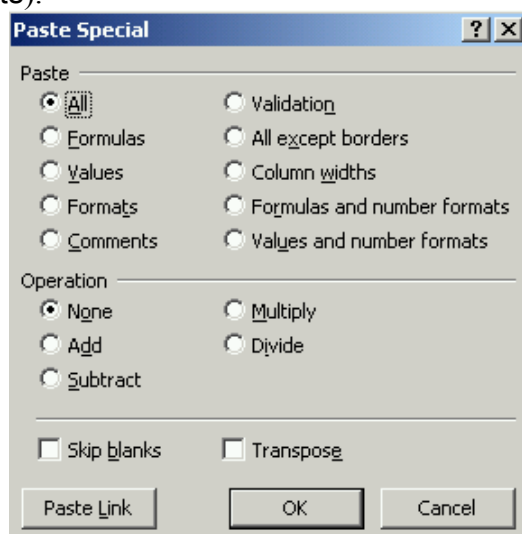 Paste Special
Paste
All Validation
Formulas All except borders
Values Column widths
Formats Formulas and number formats
Comments Values and number formats
Operation
None Multiply
Add Divide
Subtract
Skip blanks Transpose
Paste Link OK Cancel